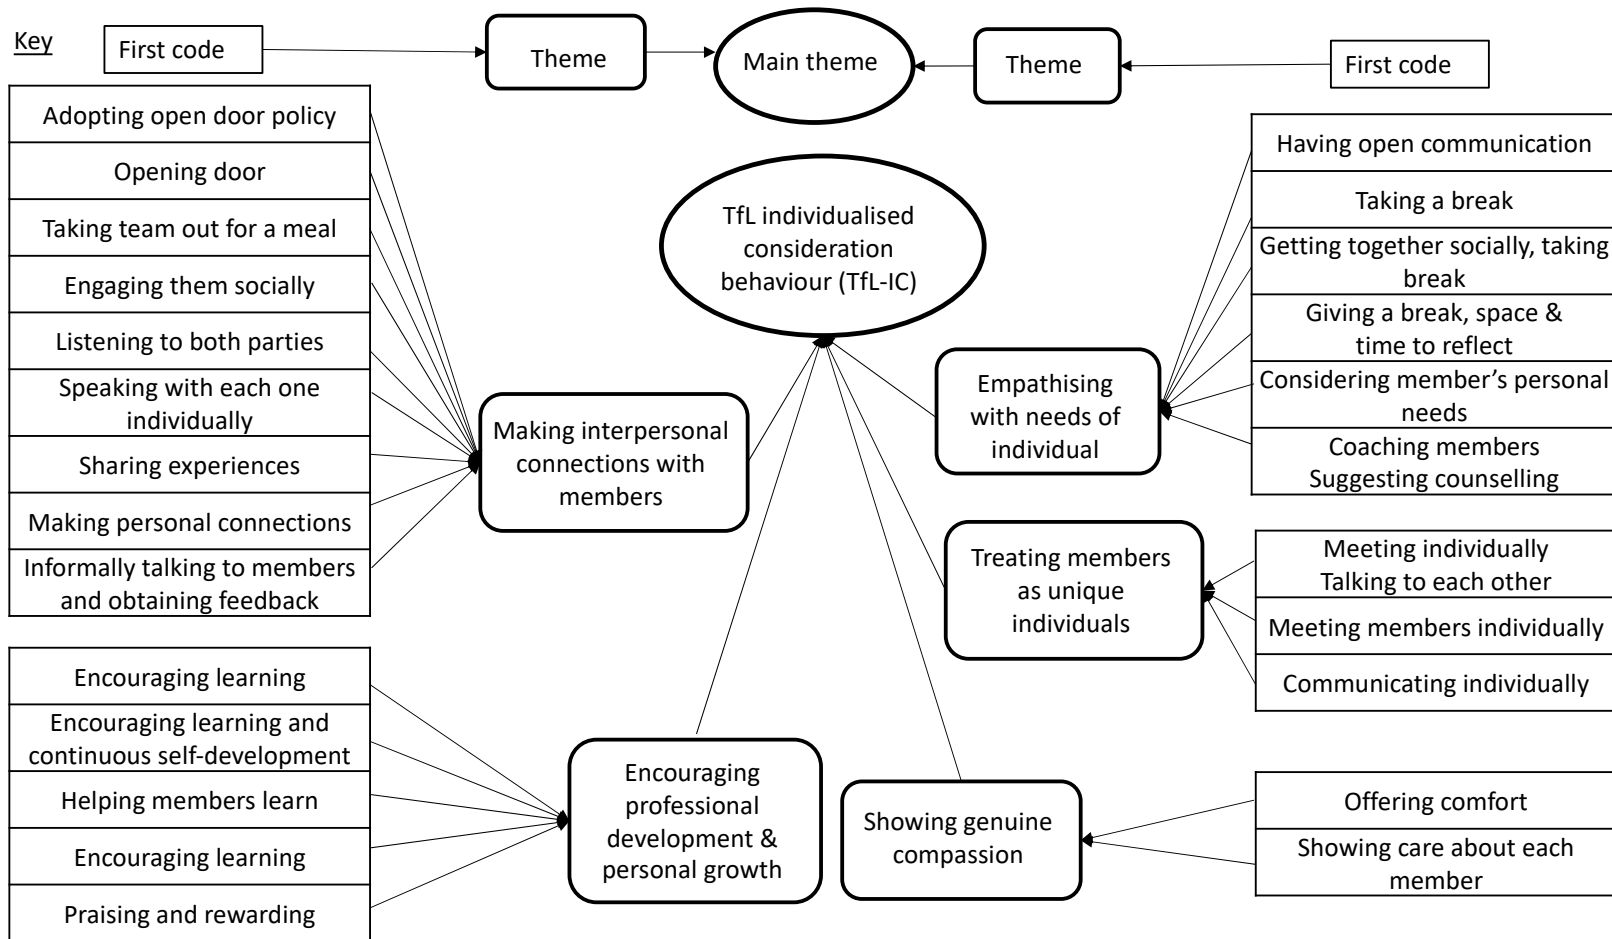 Key
First code
Theme
Main theme
Theme
First code
Adopting open door policy
Opening door
Taking team out for a meal
Engaging them socially
Listening to both parties
Speaking with each one
individually
Sharing experiences
Making personal connections
Informally talking to members
and obtaining feedback
Making interpersonal
connections with
members
TfL individualised
consideration
behaviour (TfL-IC)
Having open communication
Taking a break
Getting together socially, taking
break
Giving a break, space &
time to reflect
Considering member’s personal
needs
Coaching members
Suggesting counselling
Empathising
with needs of
individual
Treating members
as unique
individuals
Meeting individually
Talking to each other
Meeting members individually
Communicating individually
Encouraging learning
Encouraging learning and
continuous self-development
Helping members learn
Encouraging learning
Praising and rewarding
Encouraging
professional
development &
personal growth
Showing genuine
compassion
Offering comfort
Showing care about each
member